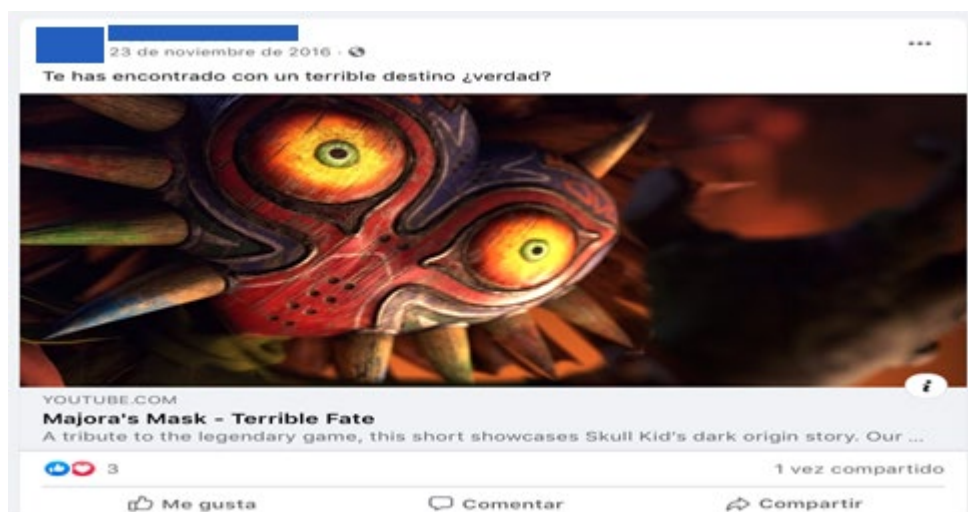 23 de noviembre de 2016 ·
Te has encontrado con un terrible destino ¿verdad?
i
YOUTUBE.COM
Majora's Mask - Terrible Fate
A tribute to the legendary game, this short showcases Skull Kid's dark origin story. Our ...
3
1 vez compartido
Me gusta
Comentar
Compartir